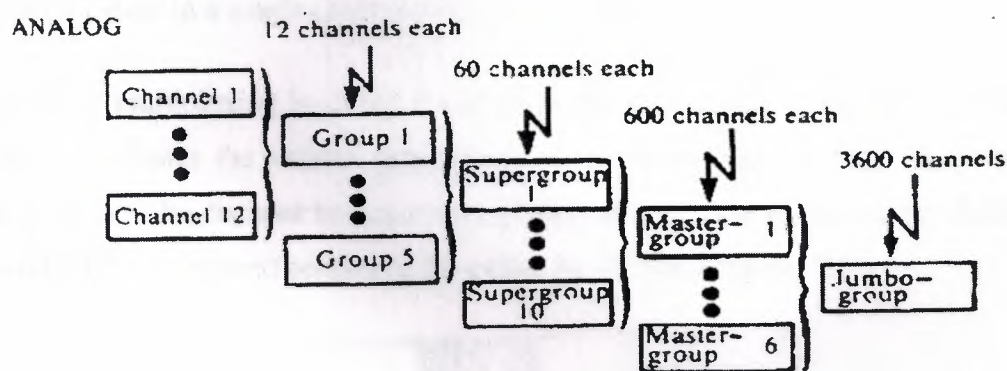 ANALOG
12 channels each
60 channels each
600 channels each
3600 channels
Channel 1
Channel 12
Group 1
Group 5
Supergroup
1
Supergroup
10
Master-
group 1
Master-
group 6
Jumbo-
group